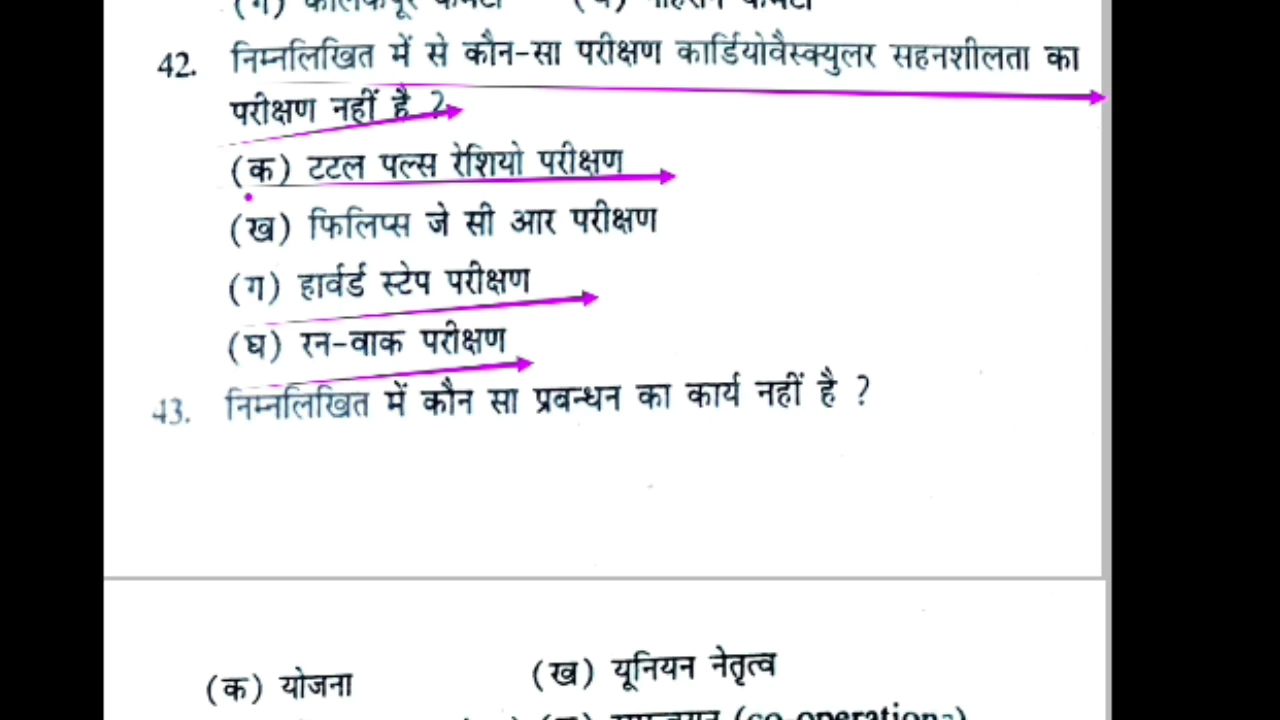 42. निम्नलिखित में से कौन-सा परीक्षण कार्डियोवैस्क्युलर सहनशीलता का
परीक्षण नहीं है ?
(क) टटल पल्स रेशियो परीक्षण
(ख) फिलिप्स जे सी आर परीक्षण
(ग) हार्वर्ड स्टेप परीक्षण
(घ) रन-वाक परीक्षण
43. निम्नलिखित में कौन सा प्रबन्धन का कार्य नहीं है ?
(क) योजना (ख) यूनियन नेतृत्व